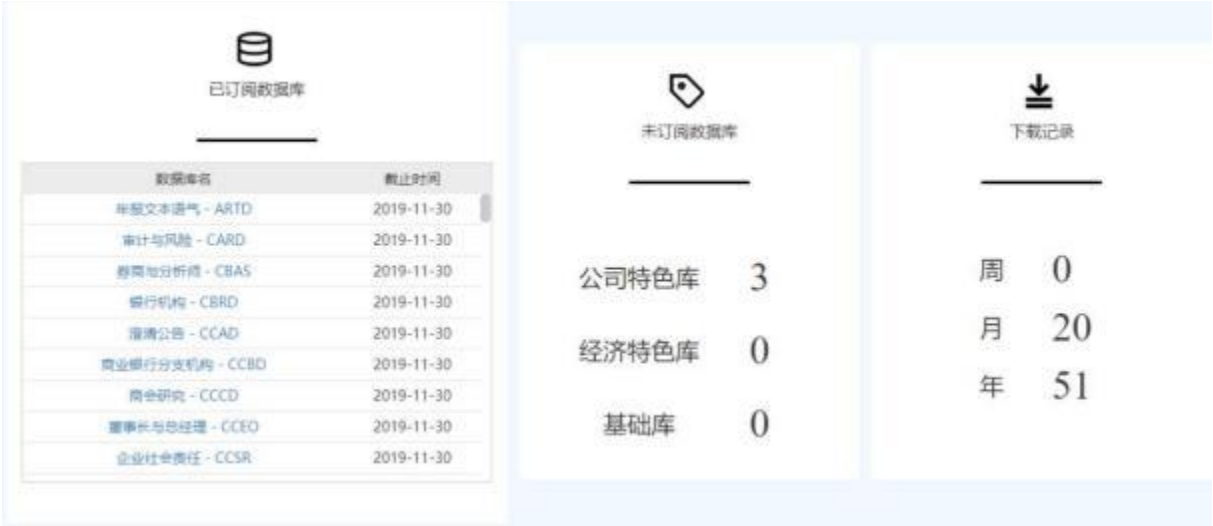 已订阅数据库
数据库名 截止时间
年报文本语气 - ARTD 2019-11-30
审计与风险 - CARD 2019-11-30
券商与分析师 - CBAS 2019-11-30
银行机构 - CBRD 2019-11-30
澄清公告 - CCAD 2019-11-30
商业银行分支机构 - CCBD 2019-11-30
商会研究 - CCCD 2019-11-30
董事长与总经理 - CCEO 2019-11-30
企业社会责任 - CCSR 2019-11-30
未订阅数据库
公司特色库 3
经济特色库 0
基础库 0
下载记录
周 0
月 20
年 51